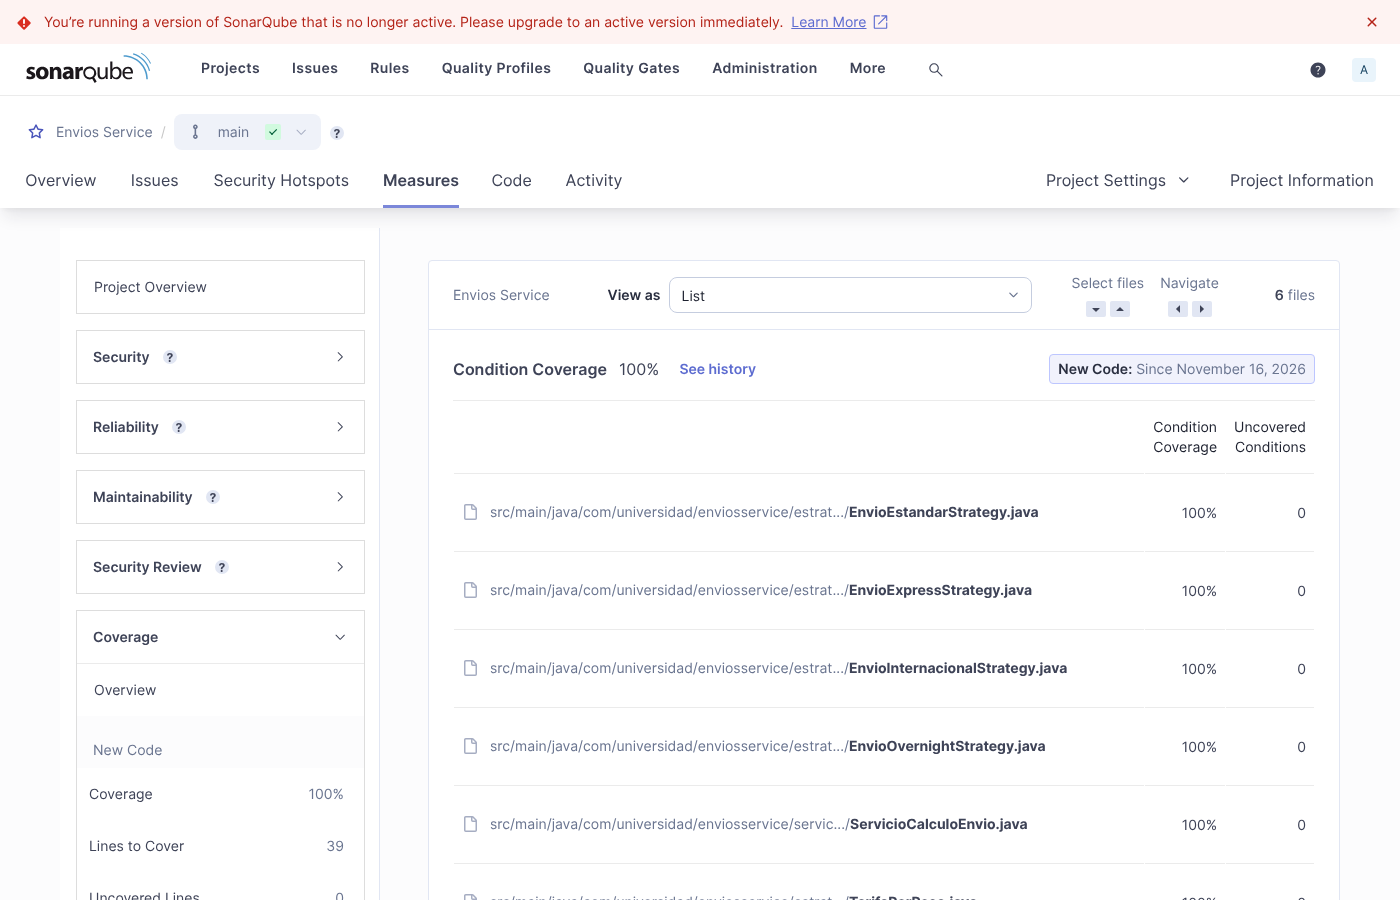 You're running a version of SonarQube that is no longer active. Please upgrade to an active version immediately. Learn More
sonarqube
Projects Issues Rules Quality Profiles Quality Gates Administration More
? A
Envios Service / main ?
Overview Issues Security Hotspots Measures Code Activity
Project Settings Project Information
Project Overview
Security ?
Reliability ?
Maintainability ?
Security Review ?
Coverage
Overview
New Code
Coverage 100%
Lines to Cover 39
Uncovered Lines 0
Envios Service View as List Select files Navigate 6 files
Condition Coverage 100% See history New Code: Since November 16, 2026
Condition Uncovered
Coverage Conditions
src/main/java/com/universidad/enviosservice/estrat.../EnvioEstandarStrategy.java 100% 0
src/main/java/com/universidad/enviosservice/estrat.../EnvioExpressStrategy.java 100% 0
src/main/java/com/universidad/enviosservice/estrat.../EnvioInternacionalStrategy.java 100% 0
src/main/java/com/universidad/enviosservice/estrat.../EnvioOvernightStrategy.java 100% 0
src/main/java/com/universidad/enviosservice/servic.../ServicioCalculoEnvio.java 100% 0